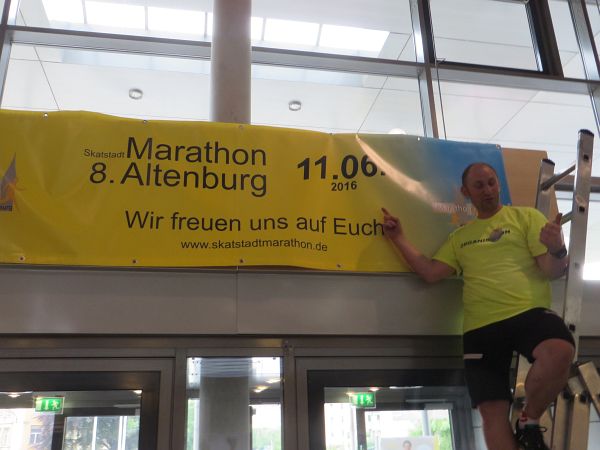 Skatstadt Marathon
8. Altenburg
11.06.
2016
Wir freuen uns auf Euch
www.skatstadtmarathon.de